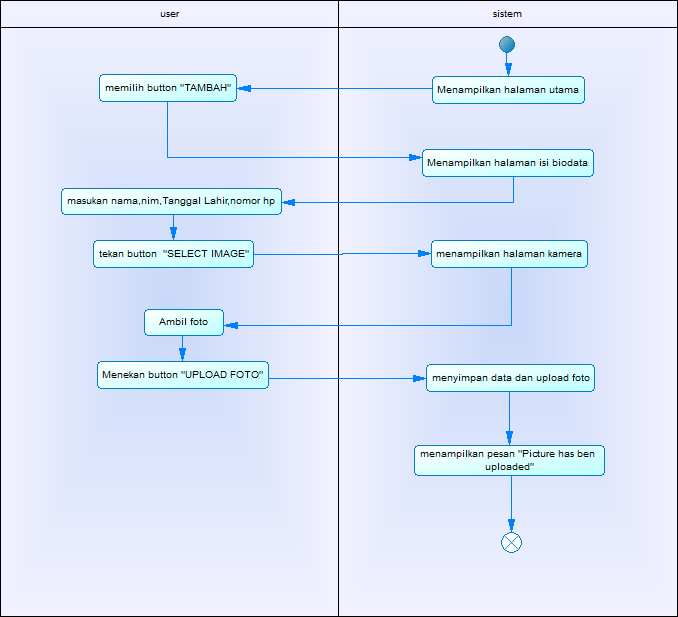 user
sistem
memilih button "TAMBAH"
Menampilkan halaman utama
Menampilkan halaman isi biodata
masukan nama,nim,Tanggal Lahir,nomor hp
tekan button  "SELECT IMAGE"
menampilkan halaman kamera
Ambil foto
Menekan button "UPLOAD FOTO"
menyimpan data dan upload foto
menampilkan pesan "Picture has ben
uploaded"